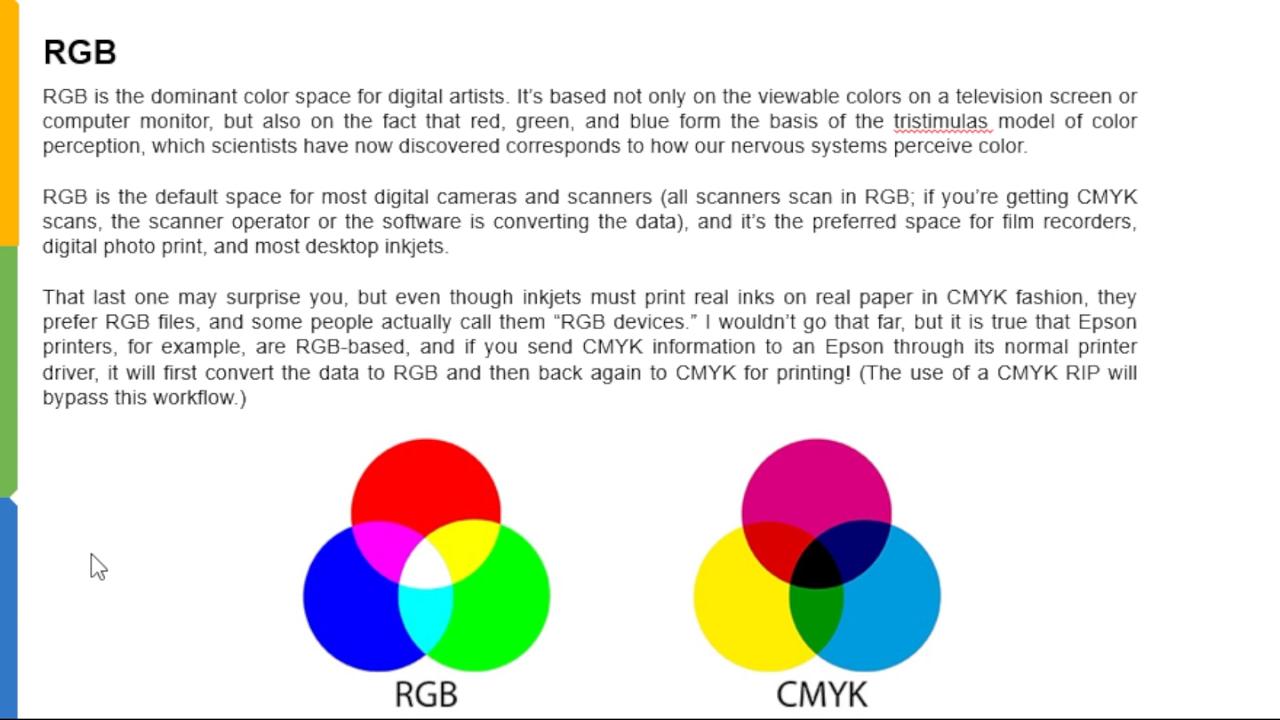 RGB
RGB is the dominant color space for digital artists. It’s based not only on the viewable colors on a television screen or
computer monitor, but also on the fact that red, green, and blue form the basis of the tristimulas model of color
perception, which scientists have now discovered corresponds to how our nervous systems perceive color.
RGB is the default space for most digital cameras and scanners (all scanners scan in RGB; if you’re getting CMYK
scans, the scanner operator or the software is converting the data), and it’s the preferred space for film recorders,
digital photo print, and most desktop inkjets.
That last one may surprise you, but even though inkjets must print real inks on real paper in CMYK fashion, they
prefer RGB files, and some people actually call them “RGB devices.” I wouldn’t go that far, but it is true that Epson
printers, for example, are RGB-based, and if you send CMYK information to an Epson through its normal printer
driver, it will first convert the data to RGB and then back again to CMYK for printing! (The use of a CMYK RIP will
bypass this workflow.)
RGB
CMYK